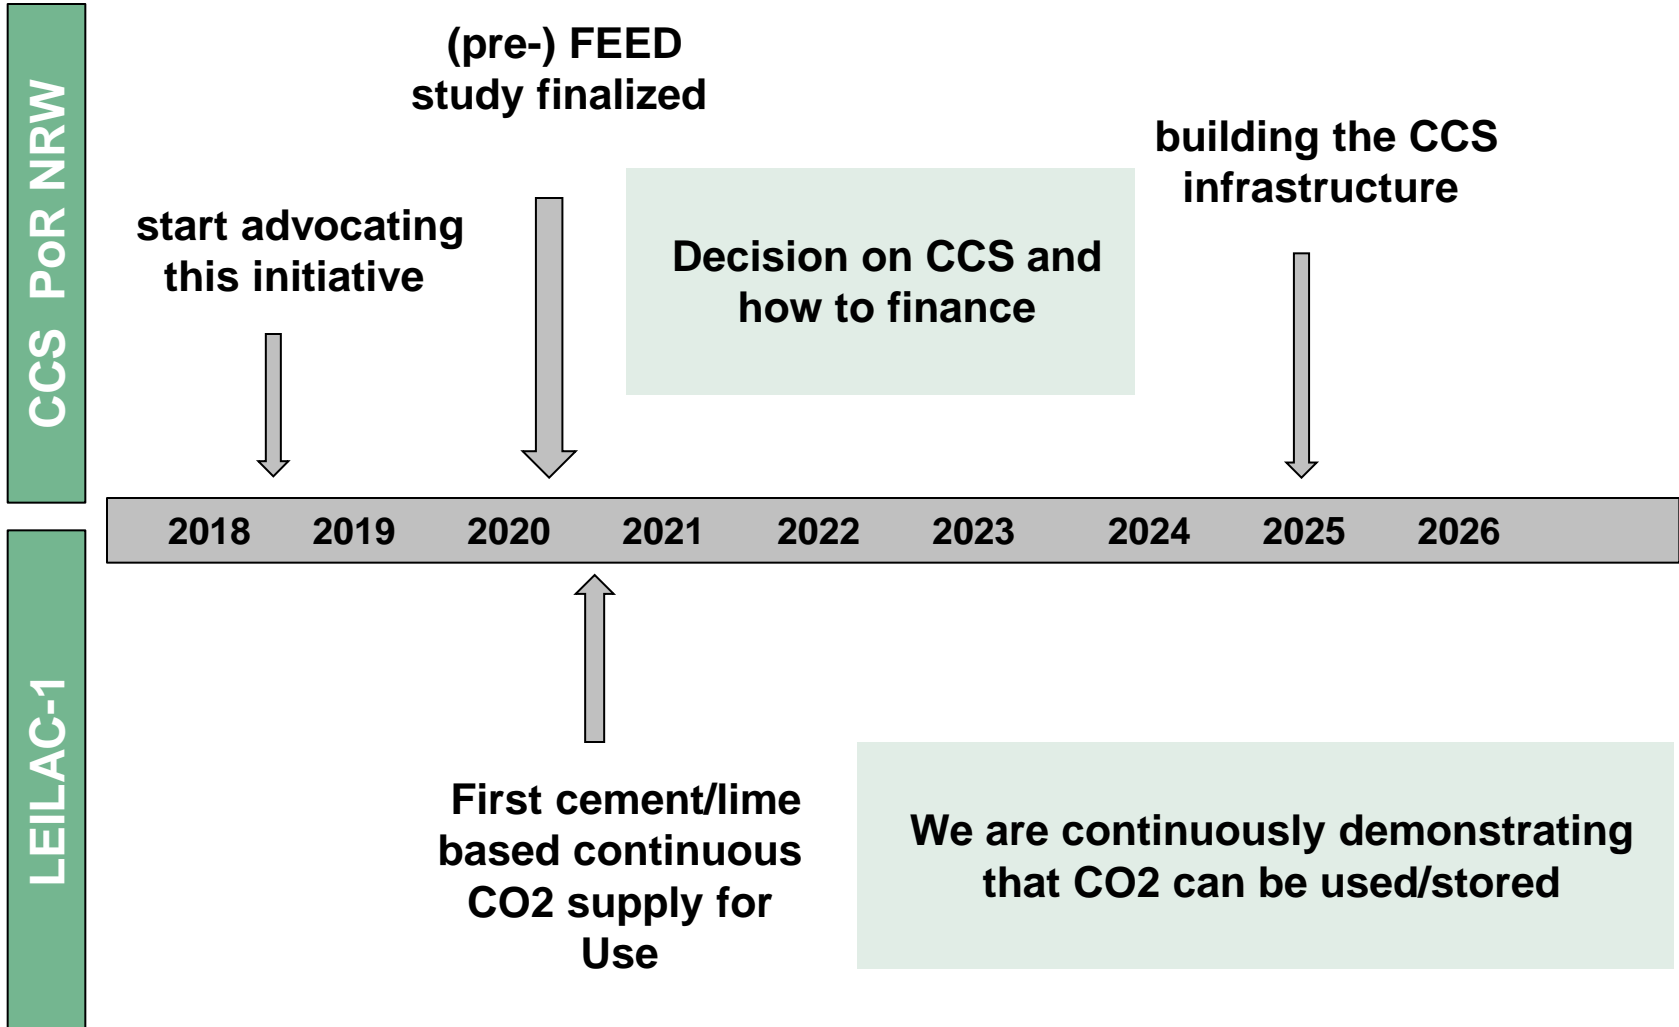 CCS PoR NRW
(pre-) FEED
study finalized
start advocating
this initiative
Decision on CCS and
how to finance
building the CCS
infrastructure
2018 2019 2020 2021 2022 2023 2024 2025 2026
LEILAC-1
First cement/lime
based continuous
CO2 supply for
Use
We are continuously demonstrating
that CO2 can be used/stored